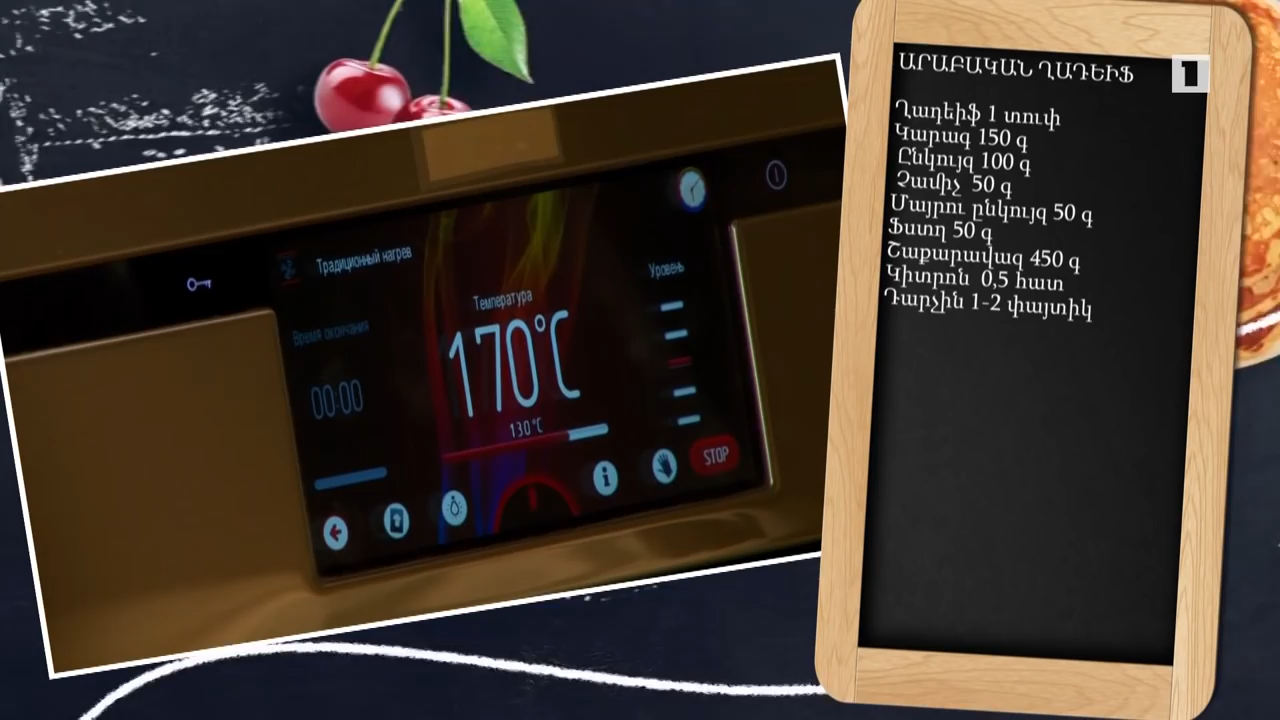 ԱՐԱԲԱԿԱՆ ՂԱԴԵԻՖ
1
Ղադեիֆ 1 տուփ
Կարագ 150 գ
Ընկույզ 100 գ
Չամիչ 50 գ
Մայրու ընկույզ 50 գ
Ֆստղ 50 գ
Շաքարավազ 450 գ
Կիտրոն 0,5 հատ
Դարչին 1-2 փայտիկ
Традиционный нагрев
Уровень
Температура
Время окончания
170°C
00:00
130°C
STOP